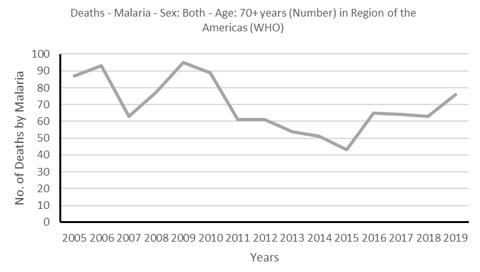 Deaths - Malaria - Sex: Both - Age: 70+ years (Number) in Region of the
Americas (WHO)
No. of Deaths by Malaria
100
90
80
70
60
50
40
30
20
10
0
2005 2006 2007 2008 2009 2010 2011 2012 2013 2014 2015 2016 2017 2018 2019
Years